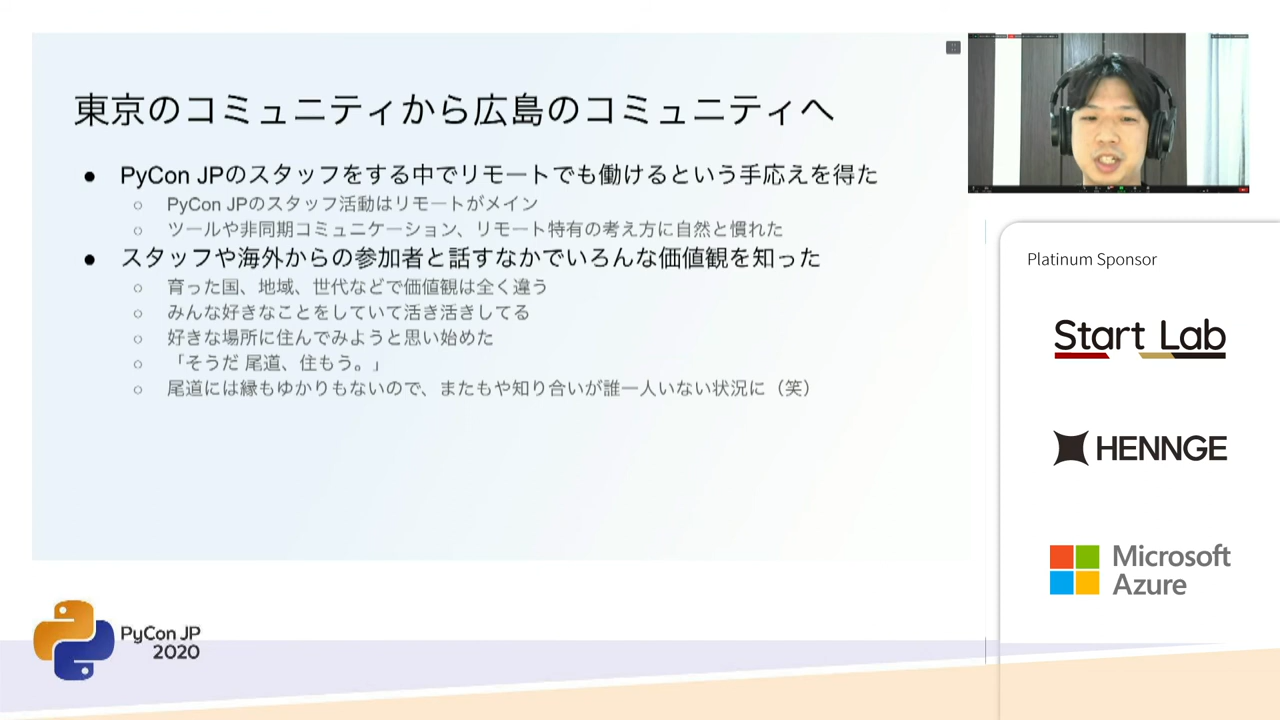 東京のコミュニティから広島のコミュニティへ
● PyCon JPのスタッフをする中でリモートでも働けるという手応えを得た
○ PyCon JPのスタッフ活動はリモートがメイン
○ ツールや非同期コミュニケーション、リモート特有の考え方に自然と慣れた
● スタッフや海外からの参加者と話すなかでいろんな価値観を知った
○ 育った国、地域、世代などで価値観は全く違う
○ みんな好きなことをしていて活き活きしてる
○ 好きな場所に住んでみようと思い始めた
○ 「そうだ 尾道、住もう。」
○ 尾道には縁もゆかりもないので、またもや知り合いが誰一人いない状況に（笑）
Platinum Sponsor
Start Lab
HENNGE
Microsoft
Azure
PyCon JP
2020